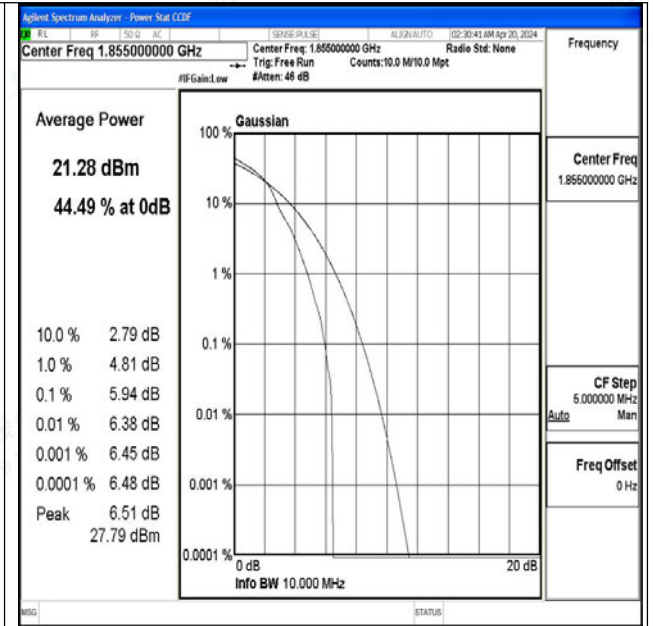 Agilent Spectrum Analyzer - Power Stat CCDF
RL RF 50 Ω AC SENSE:PULSE ALIGN AUTO 02:30:41 AM Apr 20, 2024
Center Freq 1.855000000 GHz
Center Freq: 1.855000000 GHz Radio Std: None
Trig: Free Run Counts:10.0 M/10.0 Mpt
#IFGain:Low #Atten: 46 dB
Frequency
Average Power
21.28 dBm
44.49 % at 0dB
10.0 % 2.79 dB
1.0 % 4.81 dB
0.1 % 5.94 dB
0.01 % 6.38 dB
0.001 % 6.45 dB
0.0001 % 6.48 dB
Peak 6.51 dB
27.79 dBm
Gaussian
100 %
10 %
1 %
0.1 %
0.01 %
0.001 %
0.0001 %
0 dB 20 dB
Info BW 10.000 MHz
Center Freq
1.855000000 GHz
CF Step
5.000000 MHz
Auto Man
Freq Offset
0 Hz
MSG STATUS